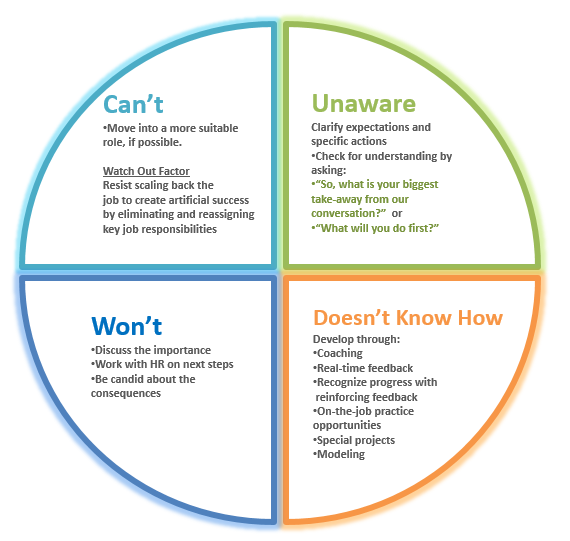 Can’t
•Move into a more suitable
role, if possible.
Watch Out Factor
Resist scaling back the
job to create artificial success
by eliminating and reassigning
key job responsibilities
Unaware
Clarify expectations and
specific actions
•Check for understanding by
asking:
•“So, what is your biggest
take-away from our
conversation?” or
•“What will you do first?”
Won’t
•Discuss the importance
•Work with HR on next steps
•Be candid about the
consequences
Doesn’t Know How
Develop through:
•Coaching
•Real-time feedback
•Recognize progress with
reinforcing feedback
•On-the-job practice
opportunities
•Special projects
•Modeling